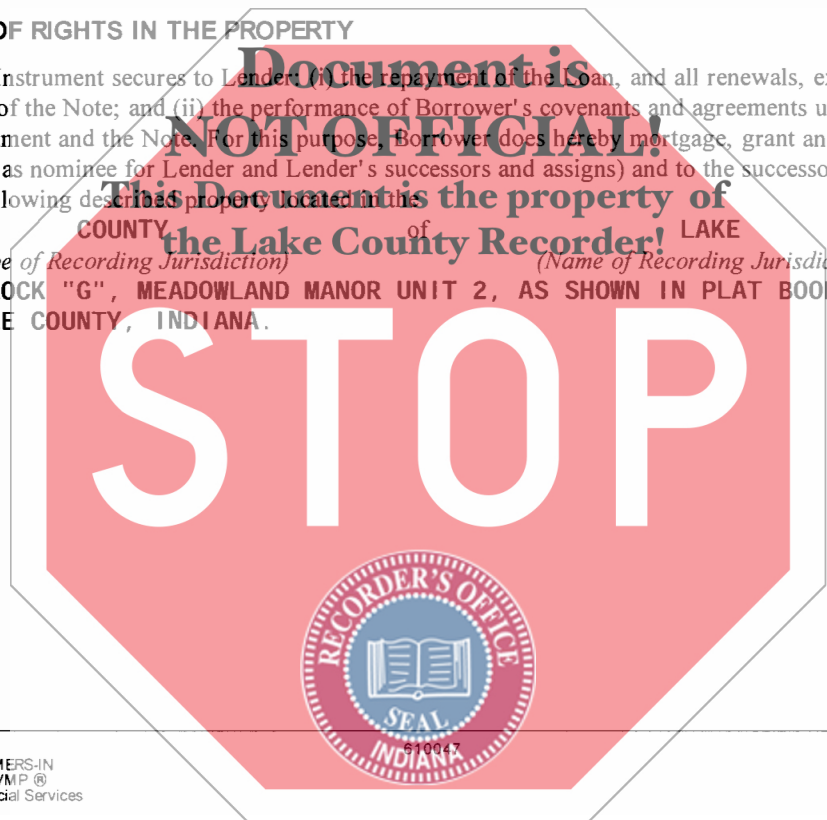 OF RIGHTS IN THE PROPERTY
Document is
nstrument secures to Lender: (i) the repayment of the Loan, and all renewals, e
of the Note; and (ii) the performance of Borrower's covenants and agreements u
NOT OFFICIAL!
ment and the Note. For this purpose, Borrower does hereby mortgage, grant an
as nominee for Lender and Lender's successors and assigns) and to the successo
This Document is the property of
lowing described property located in the
COUNTY of LAKE
the Lake County Recorder!
e of Recording Jurisdiction) (Name of Recording Jurisdic
OCK "G", MEADOWLAND MANOR UNIT 2, AS SHOWN IN PLAT BOO
E COUNTY, INDIANA.
STOP
RECORDER'S OFFICE
SEAL
INDIANA
610047
MERS-IN
VMP ®
cial Services